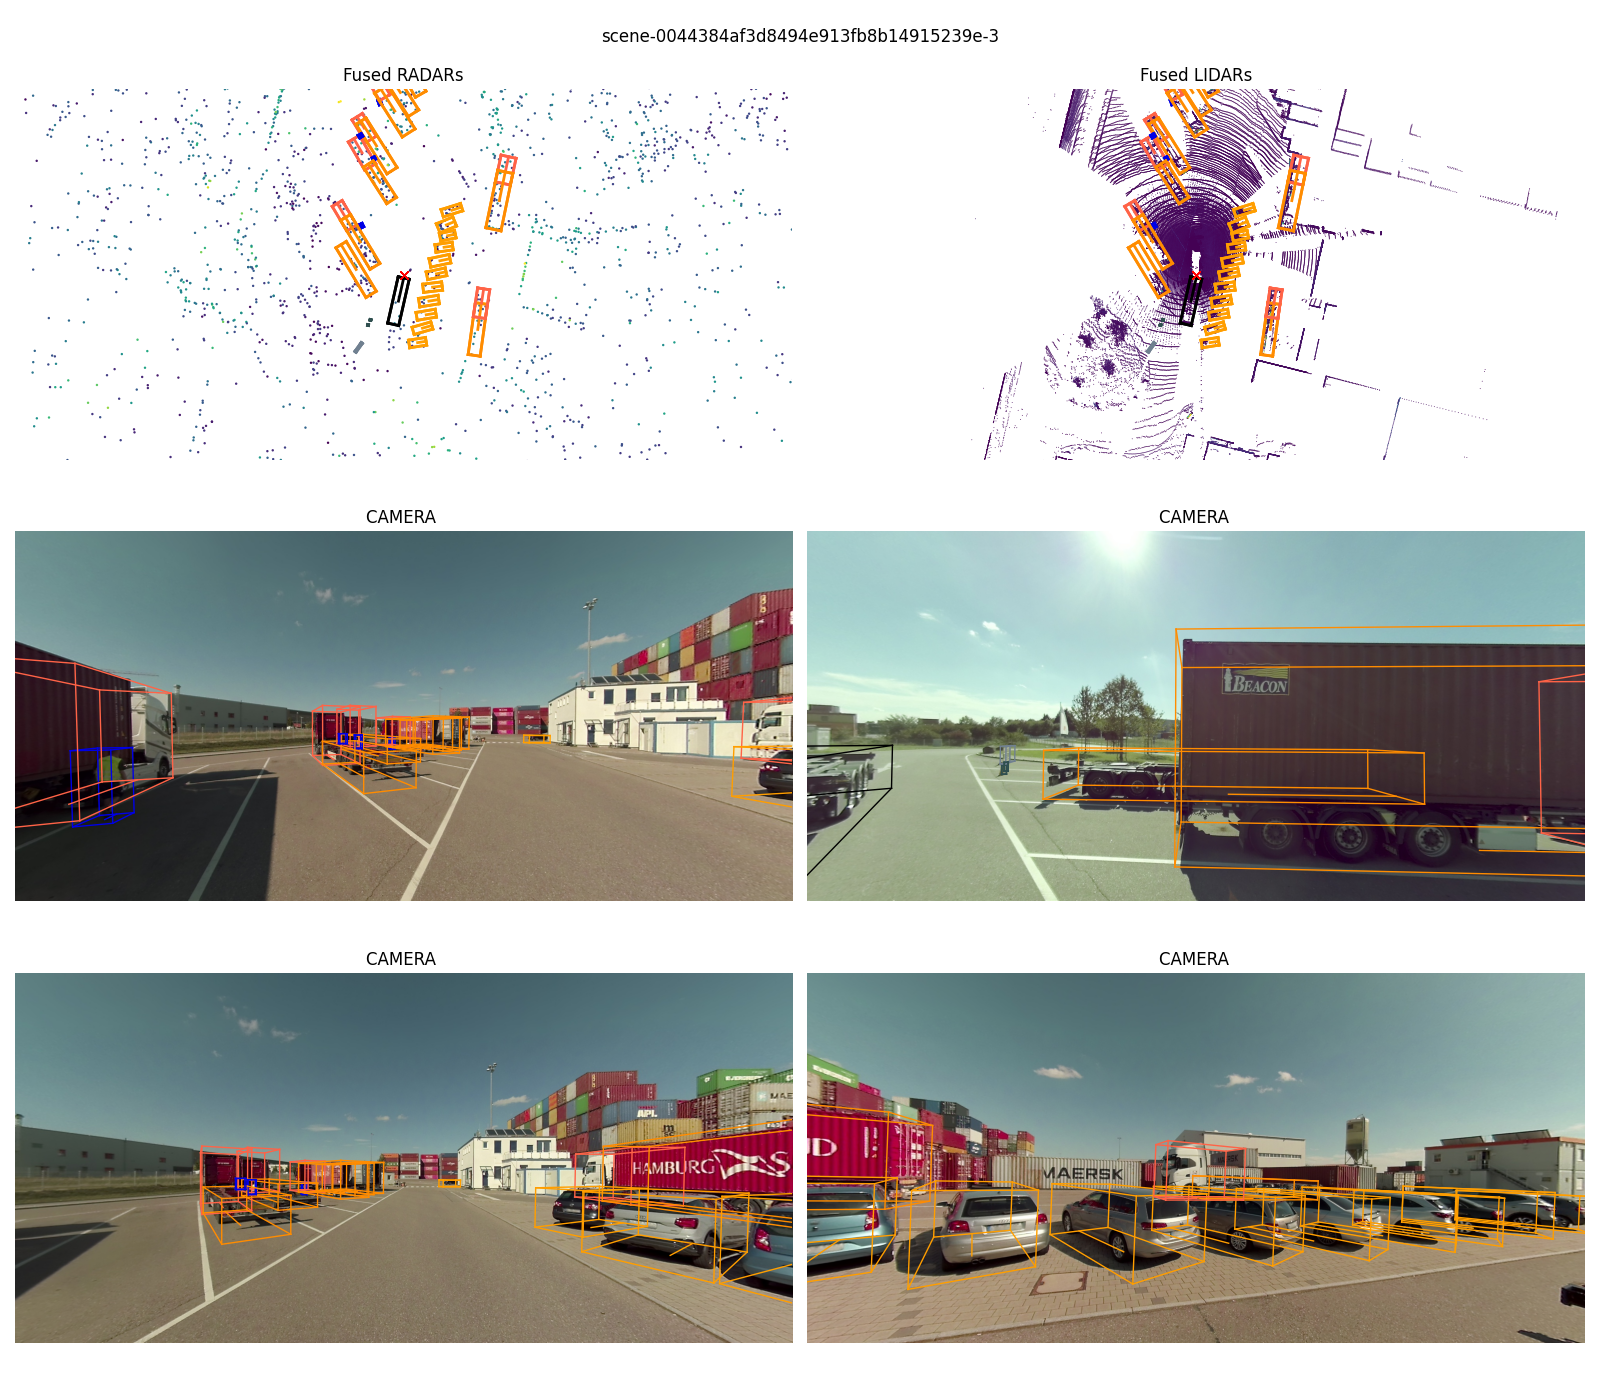 scene-0044384af3d8494e913fb8b14915239e-3
Fused RADARs
Fused LIDARs
CAMERA
CAMERA
BEACON
CAMERA
CAMERA
APL
HAMBURG
MAERSK